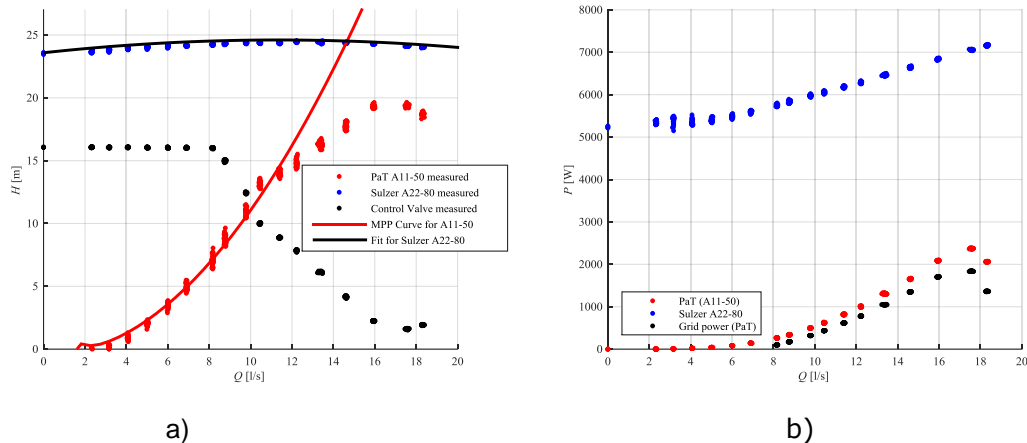 25
20
15
10
5
0
H [m]
0 2 4 6 8 10 12 14 16 18 20
Q [l/s]
PaT A11-50 measured
Sulzer A22-80 measured
Control Valve measured
MPP Curve for A11-50
Fit for Sulzer A22-80
a)
8000
7000
6000
5000
4000
3000
2000
1000
0
P [W]
0 2 4 6 8 10 12 14 16 18 20
Q [l/s]
PaT (A11-50)
Sulzer A22-80
Grid power (PaT)
b)